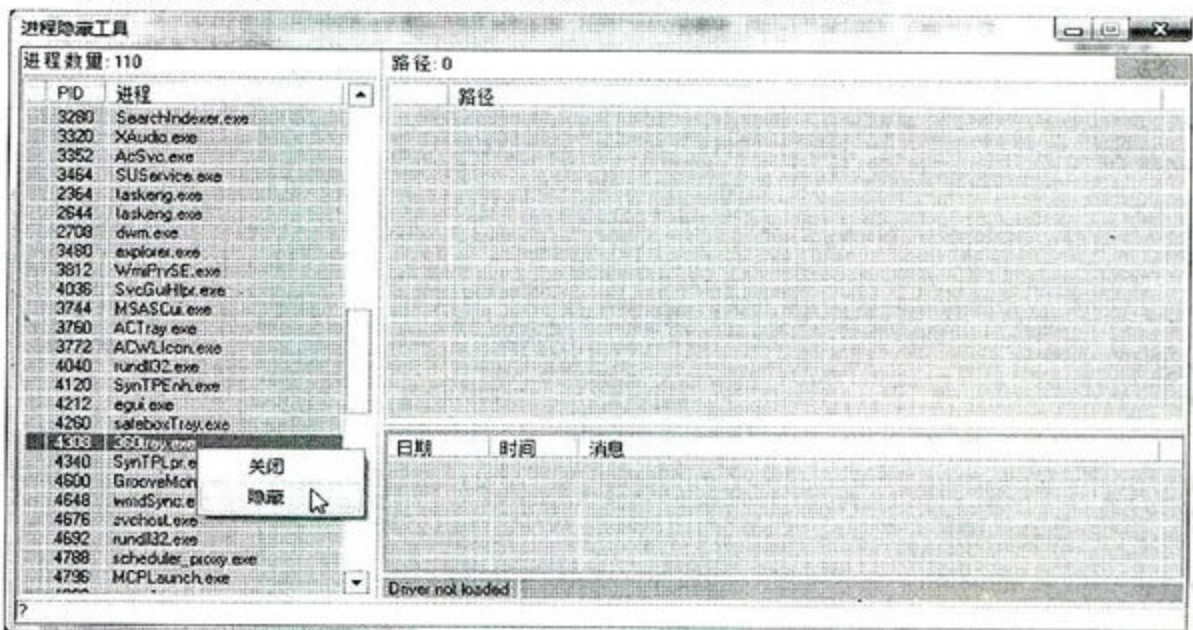 进程隐藏工具
进程数量:110
PID 进程
3280 SearchIndexer.exe
3320 XAudio.exe
3352 AcSvc.exe
3464 SUService.exe
2364 taskeng.exe
2644 taskeng.exe
2708 dwm.exe
3480 explorer.exe
3812 WmiPrvSE.exe
4036 SvcGuiHlpr.exe
3744 MSASCui.exe
3760 ACTray.exe
3772 ACWLIcon.exe
4040 rundll32.exe
4120 SynTPEnh.exe
4212 egui.exe
4260 safeboxTray.exe
4308 360tray.exe
4340 SynTPLpr.e
4600 GrooveMon
4648 wmdSync.e
4676 svchost.exe
4692 rundll32.exe
4788 scheduler_proxy.exe
4796 MCPLaunch.exe
关闭
隐藏
路径:0
路径
日期 时间 消息
Driver not loaded
?